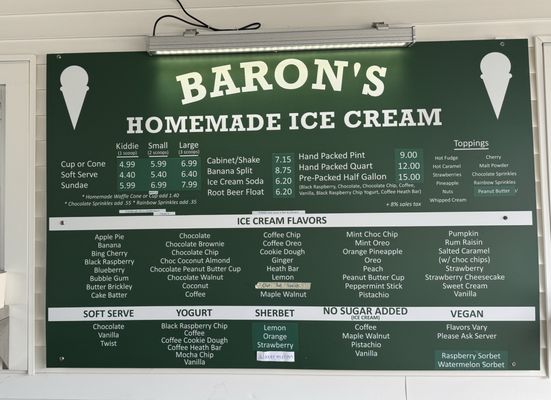 BARON'S
HOMEMADE ICE CREAM
Kiddie Small Large
(1 scoop) (2 scoops) (3 scoops)
Cup or Cone 4.99 5.99 6.99
Soft Serve 4.40 5.40 6.40
Sundae 5.99 6.99 7.99
* Homemade Waffle Cone or Cup add 1.40
* Chocolate Sprinkles add .55 * Rainbow Sprinkles add .35
Cabinet/Shake 7.15
Banana Split 8.75
Ice Cream Soda 6.20
Root Beer Float 6.20
Hand Packed Pint 9.00
Hand Packed Quart 12.00
Pre-Packed Half Gallon 15.00
(Black Raspberry, Chocolate, Chocolate Chip, Coffee,
Vanilla, Black Raspberry Chip Yogurt, Coffee Heath Bar)
+ 8% sales tax
Toppings
Hot Fudge
Hot Caramel
Strawberries
Pineapple
Nuts
Whipped Cream
Cherry
Malt Powder
Chocolate Sprinkles
Rainbow Sprinkles
Peanut Butter
ICE CREAM FLAVORS
Apple Pie
Banana
Bing Cherry
Black Raspberry
Blueberry
Bubble Gum
Butter Brickley
Cake Batter
Chocolate
Chocolate Brownie
Chocolate Chip
Choc Coconut Almond
Chocolate Peanut Butter Cup
Chocolate Walnut
Coconut
Coffee
Coffee Chip
Coffee Oreo
Cookie Dough
Ginger
Heath Bar
Lemon
Maple Walnut
Mint Choc Chip
Mint Oreo
Orange Pineapple
Oreo
Peach
Peanut Butter Cup
Peppermint Stick
Pistachio
Pumpkin
Rum Raisin
Salted Caramel
(w/ choc chips)
Strawberry
Strawberry Cheesecake
Sweet Cream
Vanilla
SOFT SERVE
Chocolate
Vanilla
Twist
YOGURT
Black Raspberry Chip
Coffee
Coffee Cookie Dough
Coffee Heath Bar
Mocha Chip
Vanilla
SHERBET
Lemon
Orange
Strawberry
NO SUGAR ADDED
(ICE CREAM)
Coffee
Maple Walnut
Pistachio
Vanilla
VEGAN
Flavors Vary
Please Ask Server
Raspberry Sorbet
Watermelon Sorbet